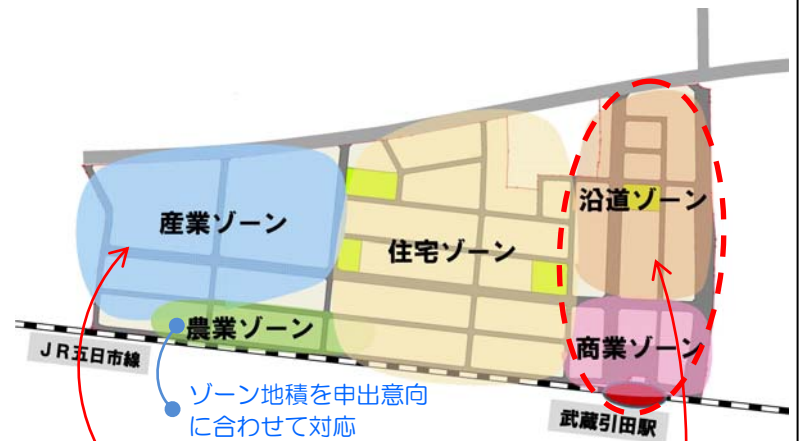 沿道ゾーン
産業ゾーン
住宅ゾーン
農業ゾーン
商業ゾーン
JR五日市線
ゾーン地積を申出意向
に合わせて対応
武蔵引田駅